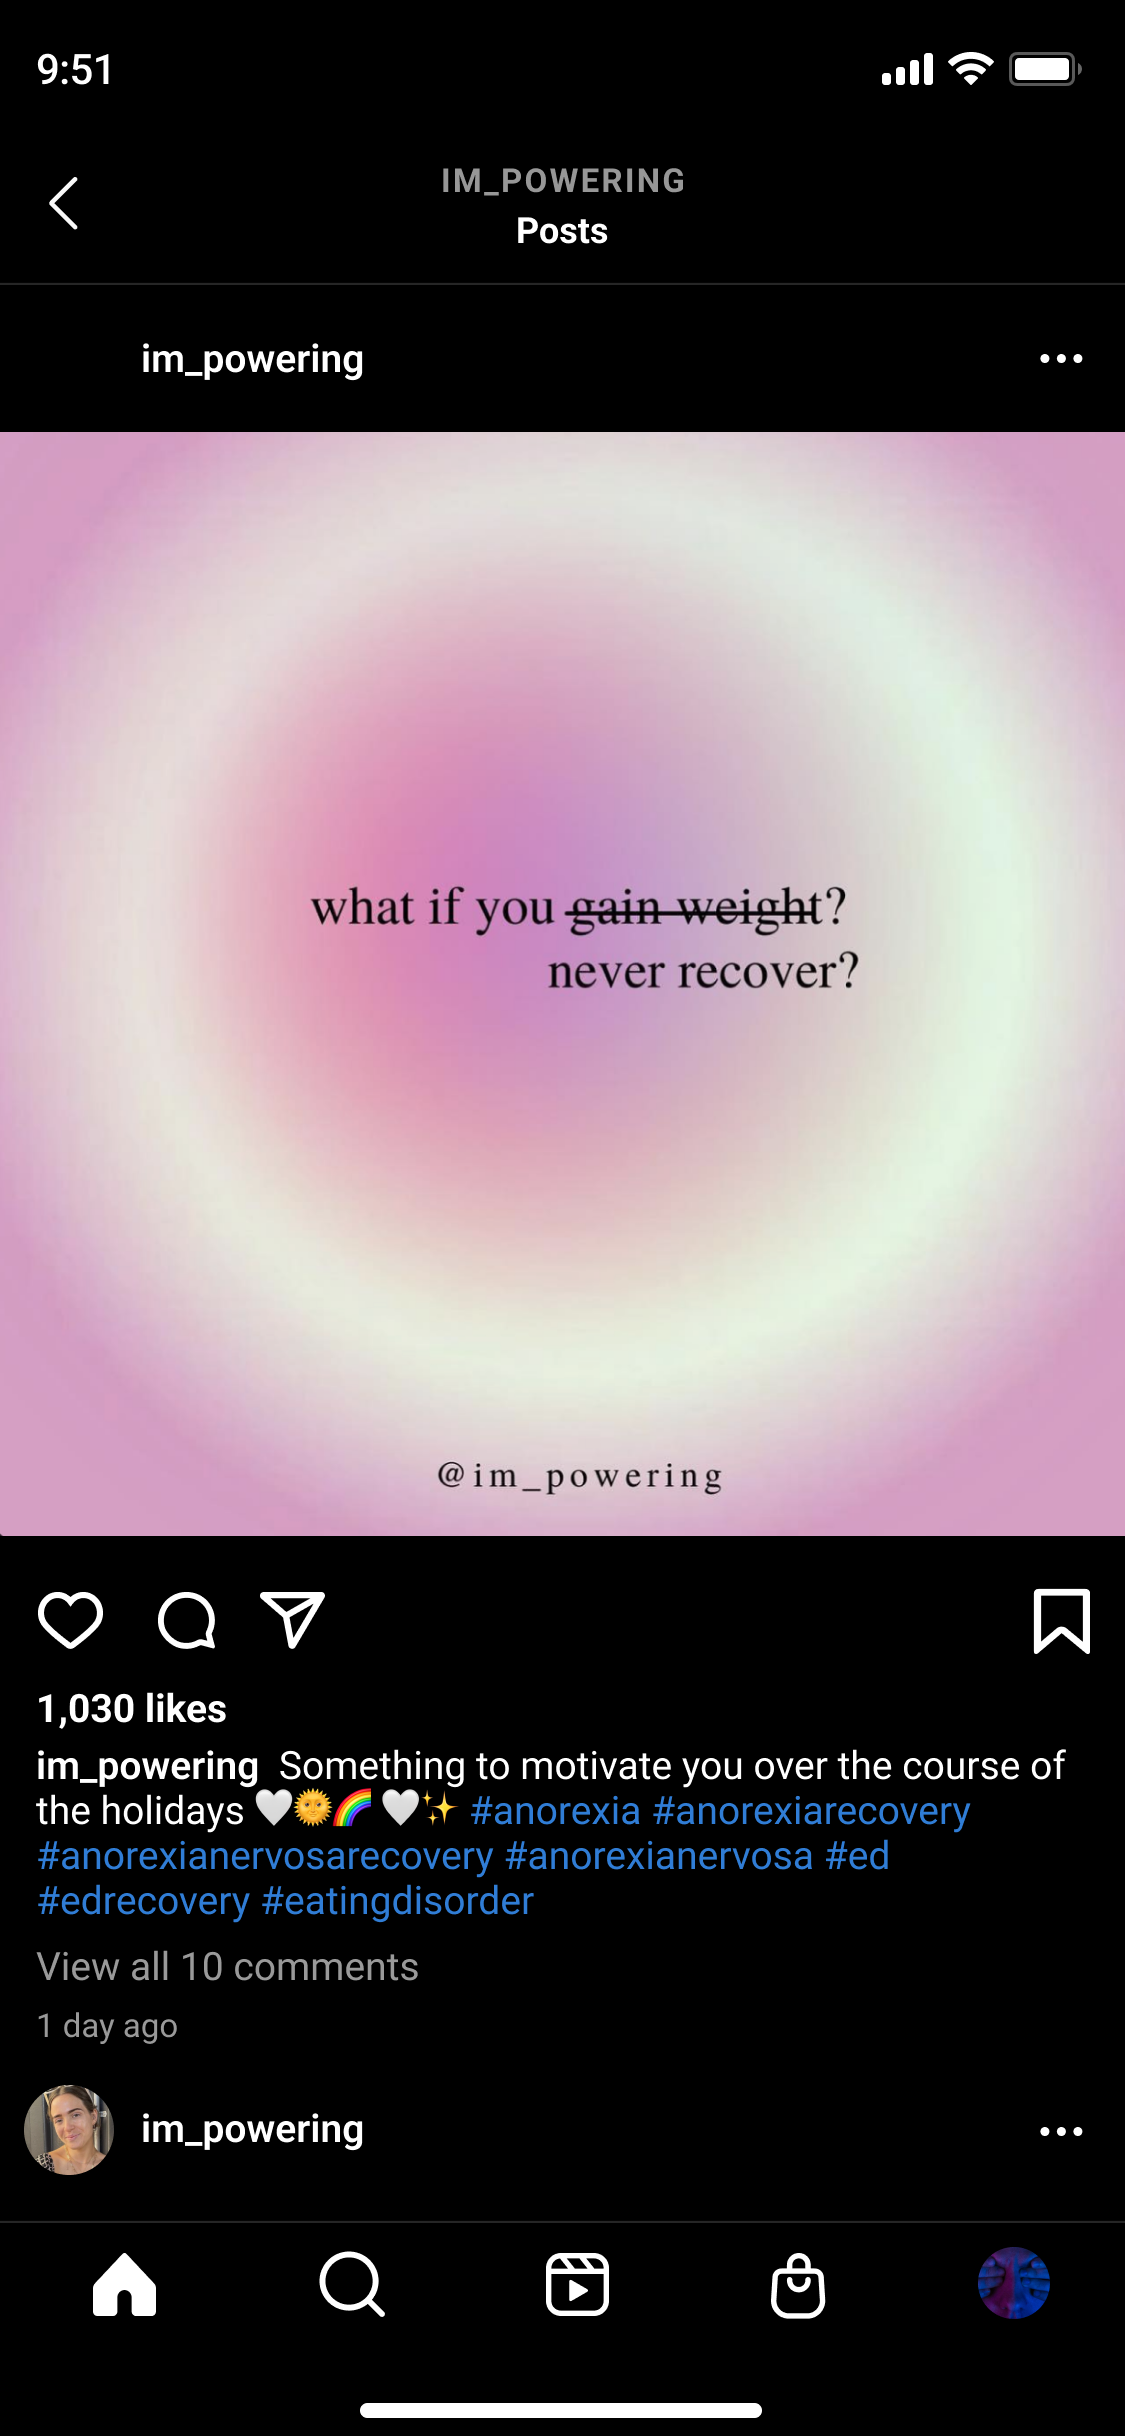 9:51
IM_POWERING
Posts
im_powering
what if you gain weight?
never recover?
@im_powering
1,030 likes
im_powering Something to motivate you over the course of
the holidays 🤍🌞🌈 🤍✨ #anorexia #anorexiarecovery
#anorexianervosarecovery #anorexianervosa #ed
#edrecovery #eatingdisorder
View all 10 comments
1 day ago
im_powering